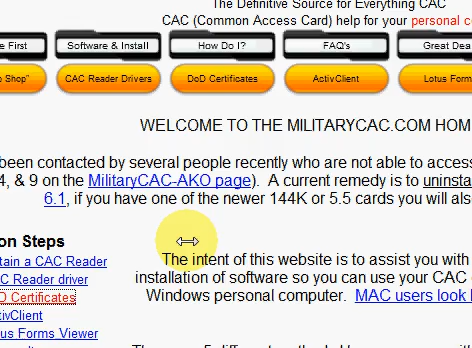 The Definitive Source for Everything CAC
CAC (Common Access Card) help for your personal
e First
Software & Install
How Do I?
FAQ's
Great Dea
p Shop"
CAC Reader Drivers
DoD Certificates
ActivClient
Lotus Form
WELCOME TO THE MILITARYCAC.COM HOM
been contacted by several people recently who are not able to access
4, & 9 on the MilitaryCAC-AKO page). A current remedy is to uninsta
6.1, if you have one of the newer 144K or 5.5 cards you will als
on Steps
tain a CAC Reader
C Reader driver
D Certificates
tivClient
tus Forms Viewer
The intent of this website is to assist you with
installation of software so you can use your CAC
Windows personal computer. MAC users look